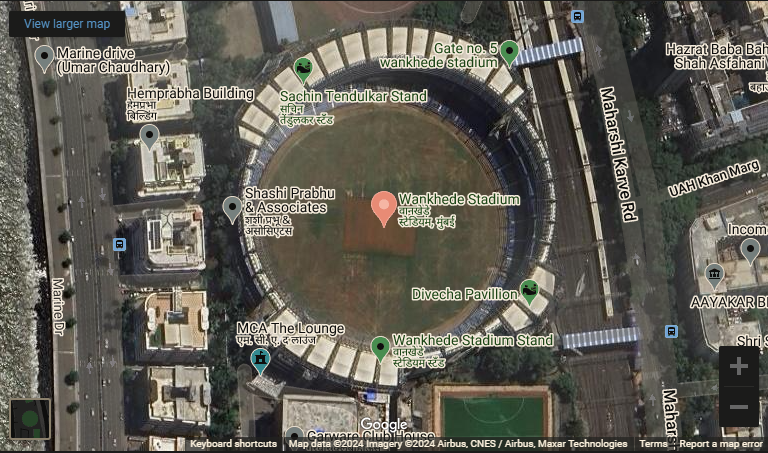 View larger map
Marine drive
(Umar Chaudhary)
Gate no. 5
wankhede stadium
Hazrat Baba Bah
Shah Asfahani
Hemprabha Building
हेमप्रभा
बिल्डिंग
Sachin Tendulkar Stand
सचिन
तेंडुलकर स्टँड
Maharshi Karve Rd
UAH Khan Marg
Shashi Prabhu
& Associates
शशी प्रभू &
असोसिएट्स
Wankhede Stadium
वानखेडे
स्टेडियम, मुंबई
Incom
AAYAKAR B
Marine Dr
Divecha Pavillion
MCA The Lounge
एम. सी. ए. द लाउंज
Wankhede Stadium Stand
वानखेडे
स्टेडियम स्टँड
Shri S
Mahar
Google
Garware Club House
Keyboard shortcuts Map data ©2024 Imagery ©2024 Airbus, CNES / Airbus, Maxar Technologies Terms Report a map error